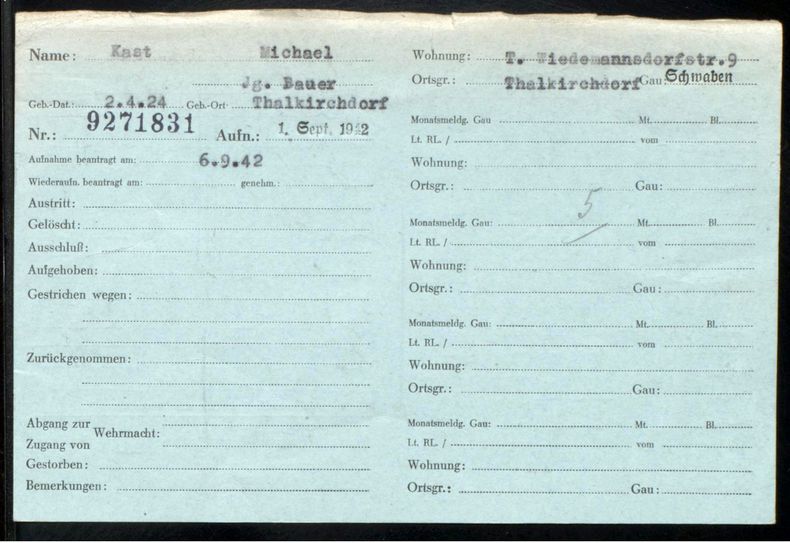 Name: Kast Michael
Jg. Bauer
Geb.-Dat.: 2.4.24 Geb.-Ort Thalkirchdorf
Nr.: 9271831 Aufn.: 1. Sept. 1942
Aufnahme beantragt am: 6.9.42
Wiederaufn. beantragt am: genehm.:
Austritt:
Gelöscht:
Ausschluß:
Aufgehoben:
Gestrichen wegen:
Zurückgenommen:
Abgang zur
Wehrmacht:
Zugang von
Gestorben:
Bemerkungen:
Wohnung: T. Wiedemannsdorfstr.9
Ortsgr.: Thalkirchdorf Gau: Schwaben
Monatsmeldg. Gau Mt. Bl.
Lt. RL. / vom
Wohnung:
Ortsgr.: Gau:
5
Monatsmeldg. Gau: Mt. Bl.
Lt. RL. / vom
Wohnung:
Ortsgr.: Gau:
Monatsmeldg. Gau: Mt. Bl.
Lt. RL. / vom
Wohnung:
Ortsgr.: Gau:
Monatsmeldg. Gau: Mt. Bl.
Lt. RL. / vom
Wohnung:
Ortsgr.: Gau: